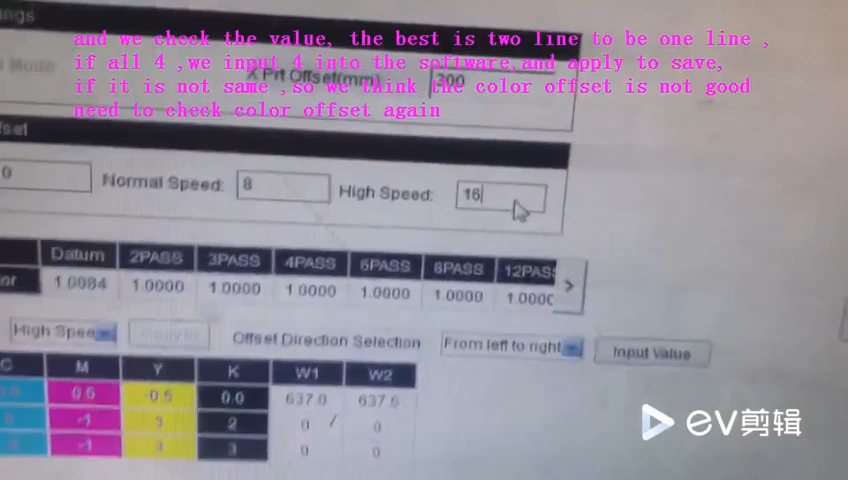 and we check the value, the best is two line to be one line ,
if all 4 ,we input 4 into the software,and apply to save,
X Prt Offset(mm) 200
if it is not same ,so we think the color offset is not good
need to check color offset again
0 Normal Speed: 8 High Speed: 16
Datum 2PASS 3PASS 4PASS 6PASS 8PASS 12PASS >
1.0084 1.0000 1.0000 1.0000 1.0000 1.0000 1.000
High Spee Offset Direction Selection From left to right Input Value
C M Y K W1 W2
0.5 -0.5 0.0 637.0 637.6
-1 3 2 0 0
-1 3 0 0
ev剪辑